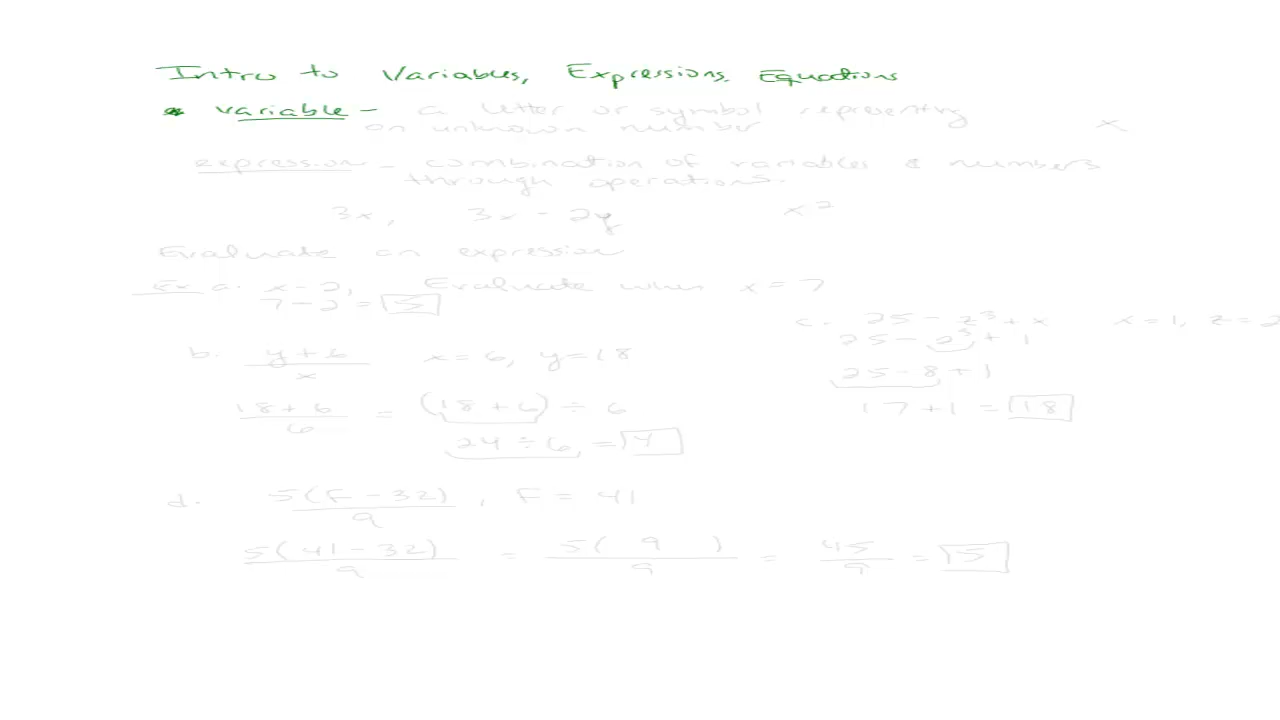 Intro to Variables, Expressions, Equations
* variable – a letter or symbol representing
an unknown number
x
expression – combination of variables & numbers
through operations.
3x, 3x - 2y x²
Evaluate an expression
Ex a. x - 2, Evaluate when x = 7
7 - 2 = 5
b. y + 6 / x x = 6, y = 18
18 + 6 / 6 = (18 + 6) ÷ 6
24 ÷ 6 = 4
c. 25 - z³ + x x = 1, z = 2
25 - 2³ + 1
25 - 8 + 1
17 + 1 = 18
d. 5(F - 32) / 9, F = 41
5(41 - 32) / 9 = 5( 9 ) / 9 = 45 / 9 = 5